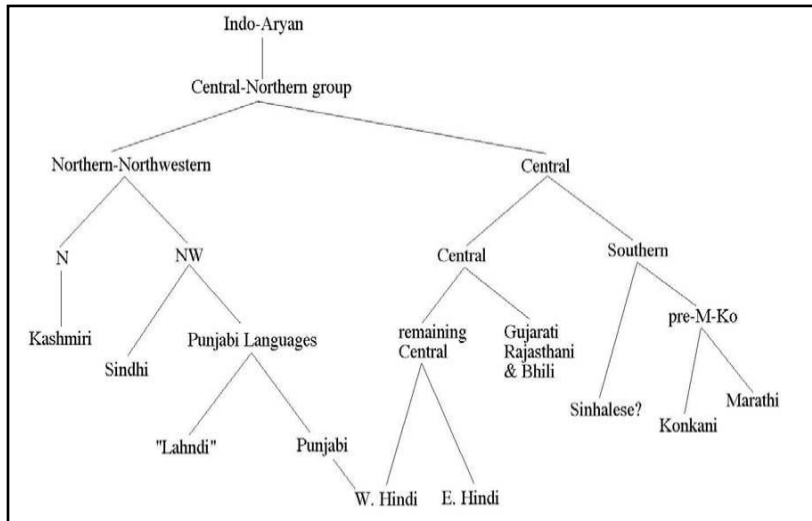 Indo-Aryan
Central-Northern group
Northern-Northwestern
Central
N
NW
Central
Southern
Kashmiri
Sindhi
Punjabi Languages
remaining
Central
Gujarati
Rajasthani
& Bhili
pre-M-Ko
Sinhalese?
Konkani
Marathi
"Lahndi"
Punjabi
W. Hindi
E. Hindi